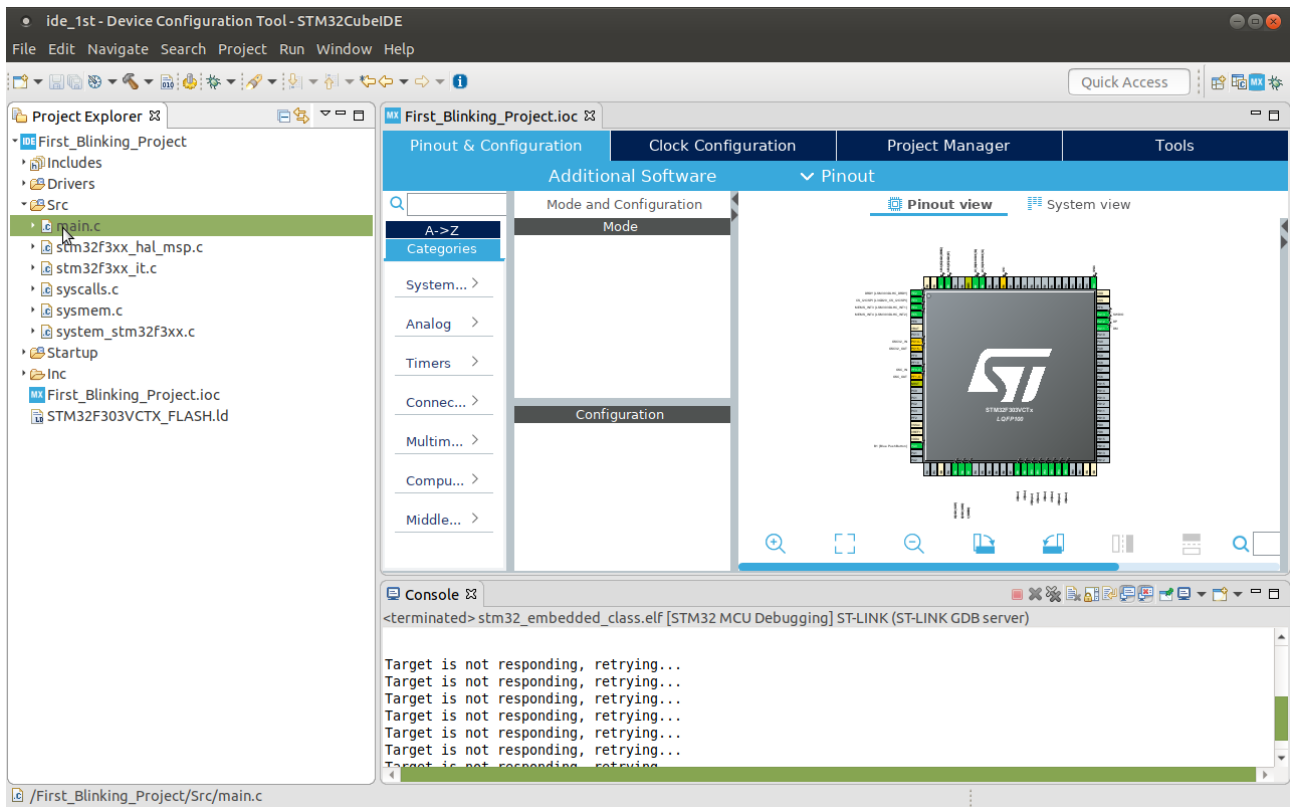 ide_1st - Device Configuration Tool - STM32CubeIDE
File Edit Navigate Search Project Run Window Help
Quick Access
Project Explorer
First_Blinking_Project
Includes
Drivers
Src
main.c
stm32f3xx_hal_msp.c
stm32f3xx_it.c
syscalls.c
sysmem.c
system_stm32f3xx.c
Startup
Inc
First_Blinking_Project.ioc
STM32F303VCTX_FLASH.ld
First_Blinking_Project.ioc
Pinout & Configuration Clock Configuration Project Manager Tools
Additional Software Pinout
A->Z
Categories
System...
Analog
Timers
Connec...
Multim...
Compu...
Middle...
Mode and Configuration
Mode
Configuration
Pinout view System view
STM32F303VCTx
LQFP100
Console
<terminated> stm32_embedded_class.elf [STM32 MCU Debugging] ST-LINK (ST-LINK GDB server)
Target is not responding, retrying...
Target is not responding, retrying...
Target is not responding, retrying...
Target is not responding, retrying...
Target is not responding, retrying...
Target is not responding, retrying...
Target is not responding, retrying
/First_Blinking_Project/Src/main.c